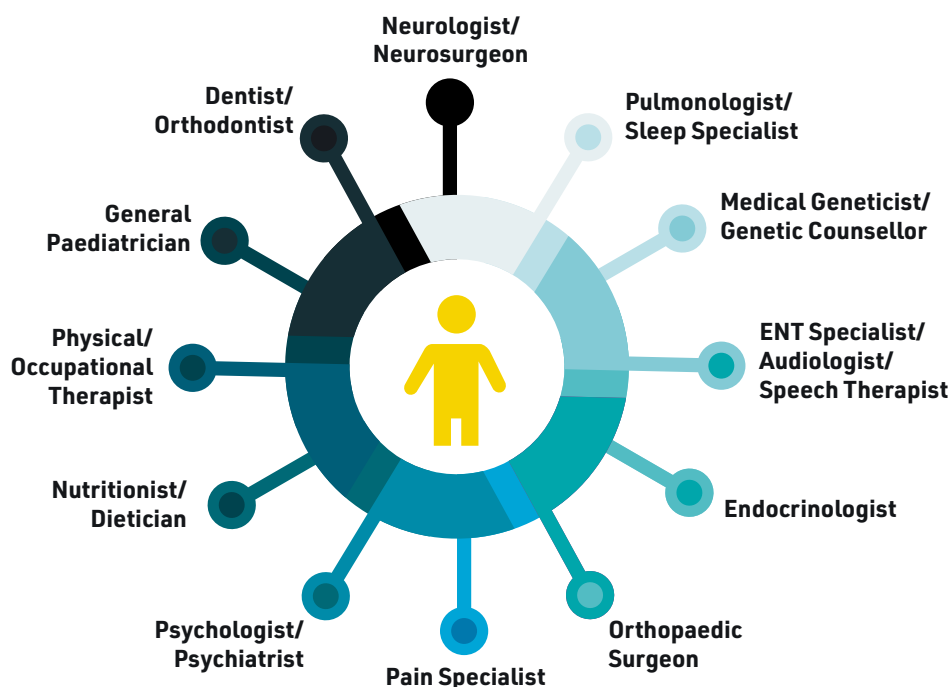 Neurologist/
Neurosurgeon
Pulmonologist/
Sleep Specialist
Medical Geneticist/
Genetic Counsellor
ENT Specialist/
Audiologist/
Speech Therapist
Endocrinologist
Orthopaedic
Surgeon
Pain Specialist
Psychologist/
Psychiatrist
Nutritionist/
Dietician
Physical/
Occupational
Therapist
General
Paediatrician
Dentist/
Orthodontist